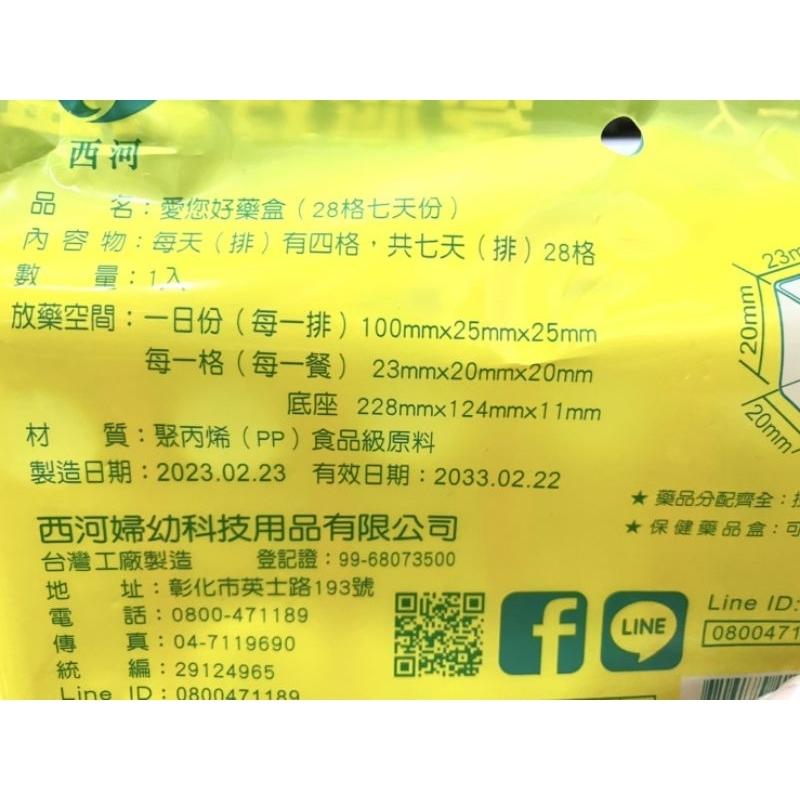 西河
品　名：愛您好藥盒（28格七天份）
內容物：每天（排）有四格，共七天（排）28格
數　量：1入
放藥空間：一日份（每一排）100mmx25mmx25mm
每一格（每一餐）23mmx20mmx20mm
底座 228mmx124mmx11mm
材　質：聚丙烯（PP）食品級原料
製造日期：2023.02.23　有效日期：2033.02.22
西河婦幼科技用品有限公司
台灣工廠製造　登記證：99-68073500
地　址：彰化市英士路193號
電　話：0800-471189
傳　真：04-7119690
統　編：29124965
Line ID：0800471189
20mm
20mm
★藥品分配齊全：
★保健藥品盒：可
LINE
Line ID:
0800471